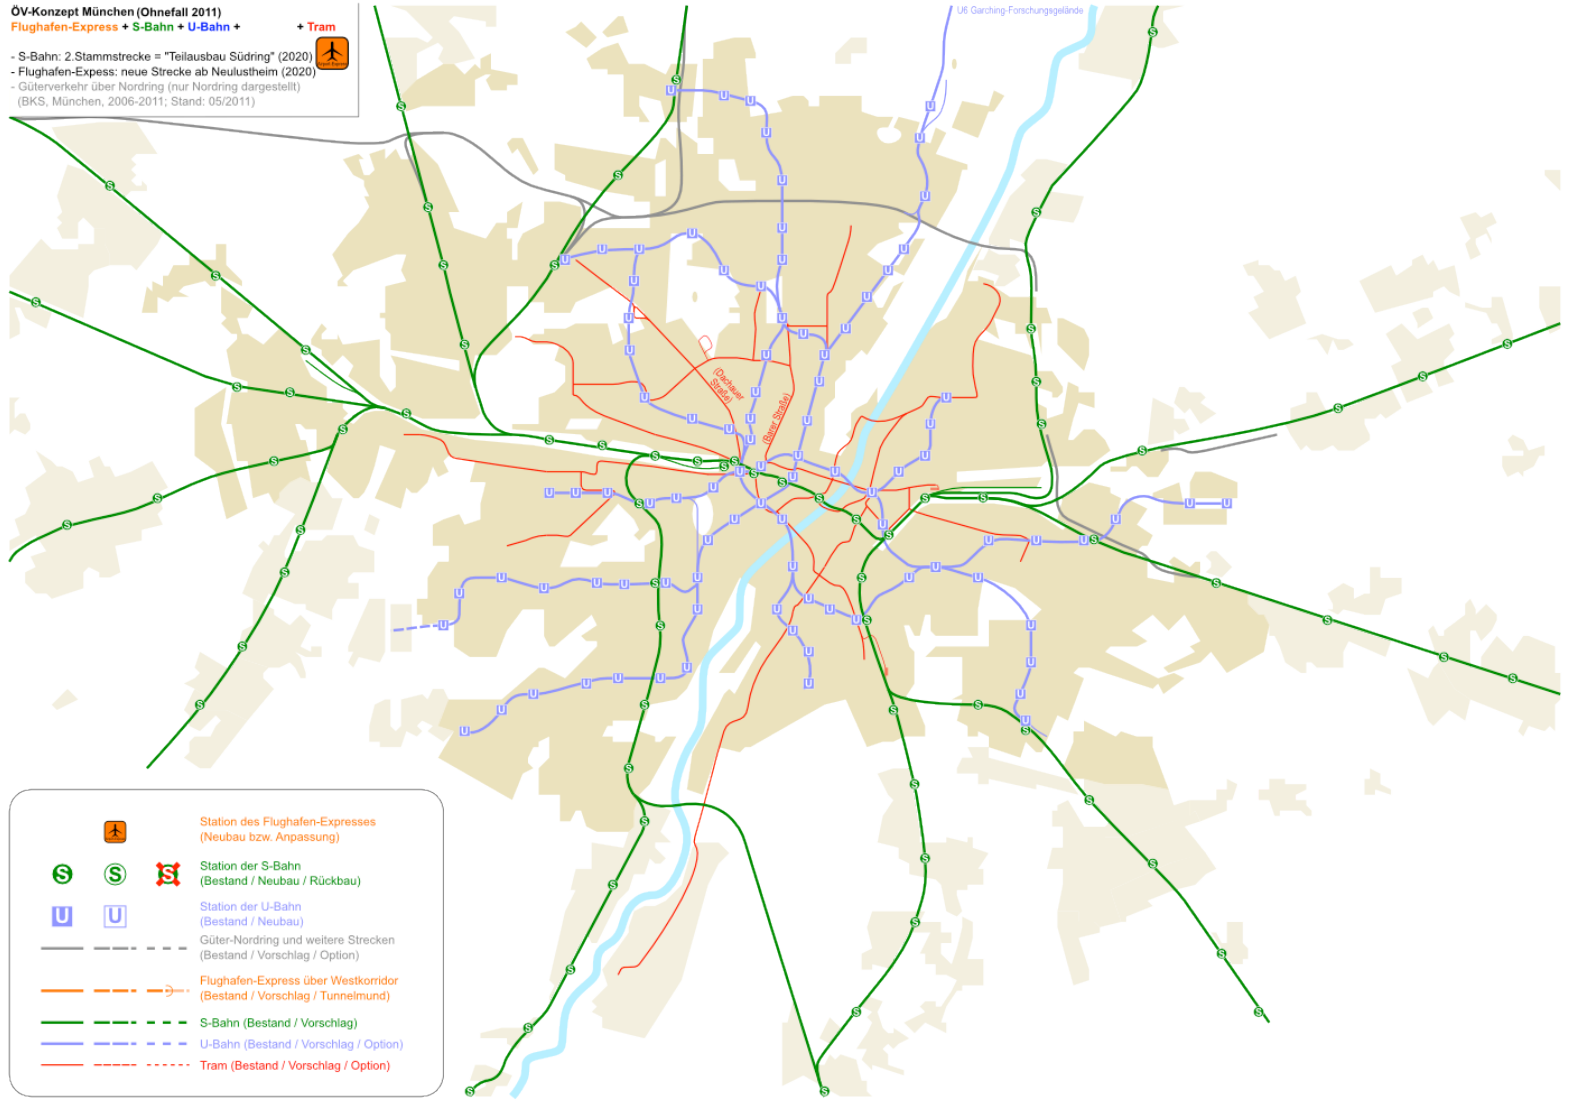 ÖV-Konzept München (Ohnefall 2011)
Flughafen-Express + S-Bahn + U-Bahn + + Tram
- S-Bahn: 2.Stammstrecke = "Teilausbau Südring" (2020)
- Flughafen-Expess: neue Strecke ab Neulustheim (2020)
- Güterverkehr über Nordring (nur Nordring dargestellt)
(BKS, München, 2006-2011; Stand: 05/2011)
U6 Garching-Forschungsgelände
(Dachauer
Straße)
(Barer Straße)
Station des Flughafen-Expresses
(Neubau bzw. Anpassung)
S S S Station der S-Bahn
(Bestand / Neubau / Rückbau)
U U Station der U-Bahn
(Bestand / Neubau)
Güter-Nordring und weitere Strecken
(Bestand / Vorschlag / Option)
Flughafen-Express über Westkorridor
(Bestand / Vorschlag / Tunnelmund)
S-Bahn (Bestand / Vorschlag)
U-Bahn (Bestand / Vorschlag / Option)
Tram (Bestand / Vorschlag / Option)